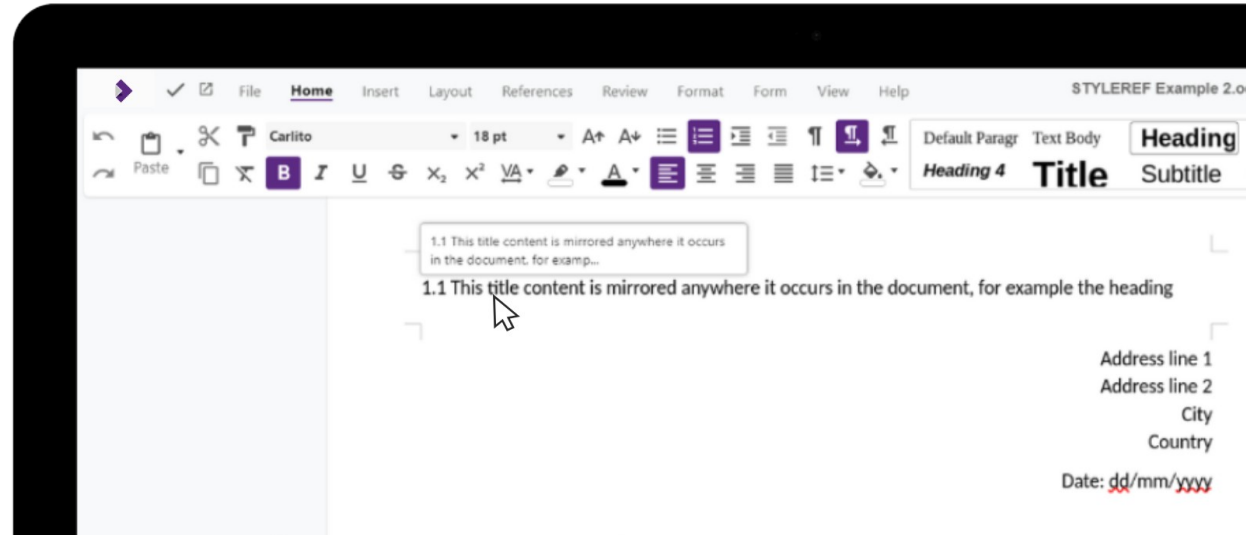 File Home Insert Layout References Review Format Form View Help STYLEREF Example 2.o
Carlito 18 pt Default Paragr Text Body Heading
Paste Heading 4 Title Subtitle
1.1 This title content is mirrored anywhere it occurs
in the document, for examp...
1.1 This title content is mirrored anywhere it occurs in the document, for example the heading
Address line 1
Address line 2
City
Country
Date: dd/mm/yyyy